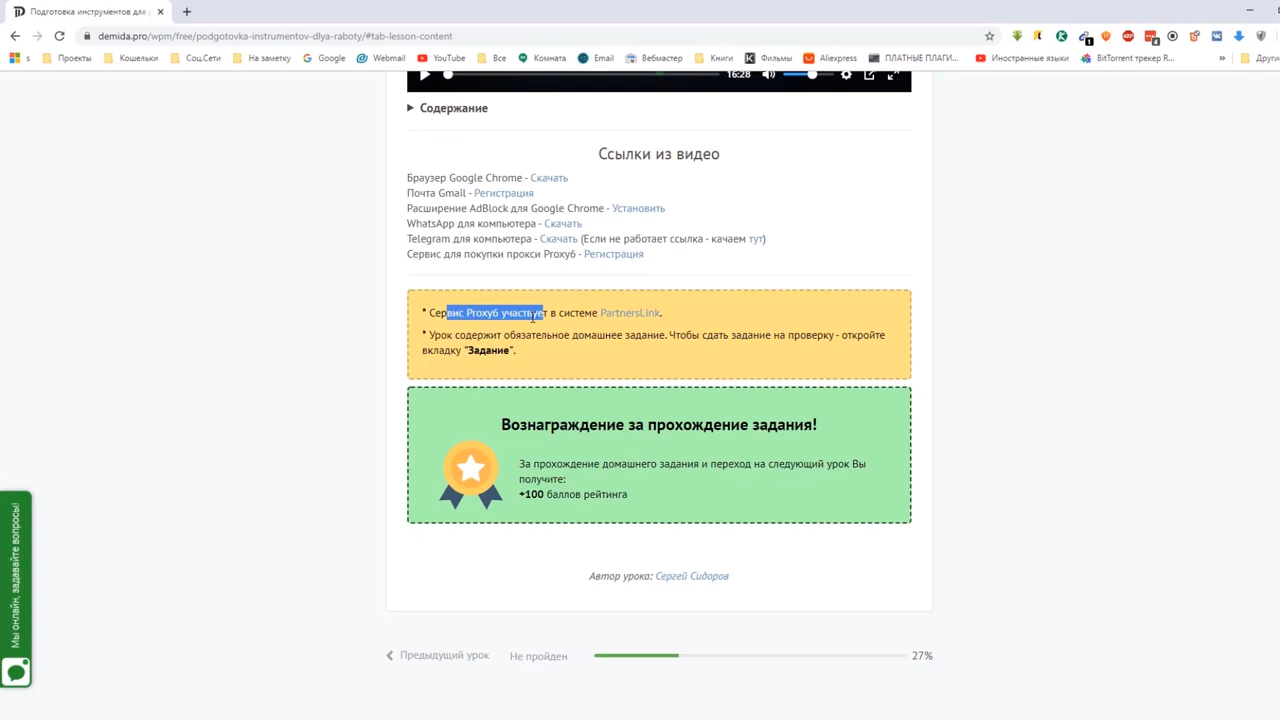 Подготовка инструментов для р
demida.pro/wpm/free/podgotovka-instrumentov-dlya-raboty/#tab-lesson-content
s Проекты Кошельки Соц.Сети На заметку Google Webmail YouTube Все Комната Email Вебмастер Книги Фильмы Aliexpress ПЛАТНЫЕ ПЛАГИ... Иностранные языки BitTorrent трекер R... » Други
16:28
Содержание
Ссылки из видео
Браузер Google Chrome - Скачать
Почта Gmail - Регистрация
Расширение AdBlock для Google Chrome - Установить
WhatsApp для компьютера - Скачать
Telegram для компьютера - Скачать (Если не работает ссылка - качаем тут)
Сервис для покупки прокси Proxy6 - Регистрация
* Сервис Proxy6 участвует в системе PartnersLink.
* Урок содержит обязательное домашнее задание. Чтобы сдать задание на проверку - откройте
вкладку "Задание".
Вознаграждение за прохождение задания!
За прохождение домашнего задания и переход на следующий урок Вы
получите:
+100 баллов рейтинга
Автор урока: Сергей Сидоров
Предыдущий урок Не пройден 27%
Мы онлайн, задавайте вопросы!